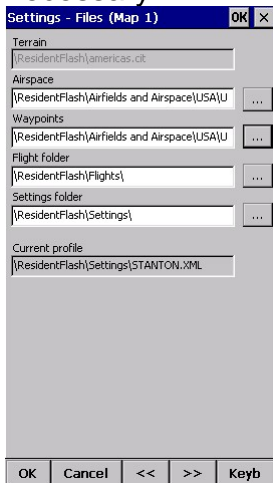 Settings - Files (Map 1) OK ×
Terrain
\ResidentFlash\americas.cit
Airspace
\ResidentFlash\Airfields and Airspace\USA\U ...
Waypoints
\ResidentFlash\Airfields and Airspace\USA\U ...
Flight folder
\ResidentFlash\Flights\ ...
Settings folder
\ResidentFlash\Settings\ ...
Current profile
\ResidentFlash\Settings\STANTON.XML
OK Cancel << >> Keyb